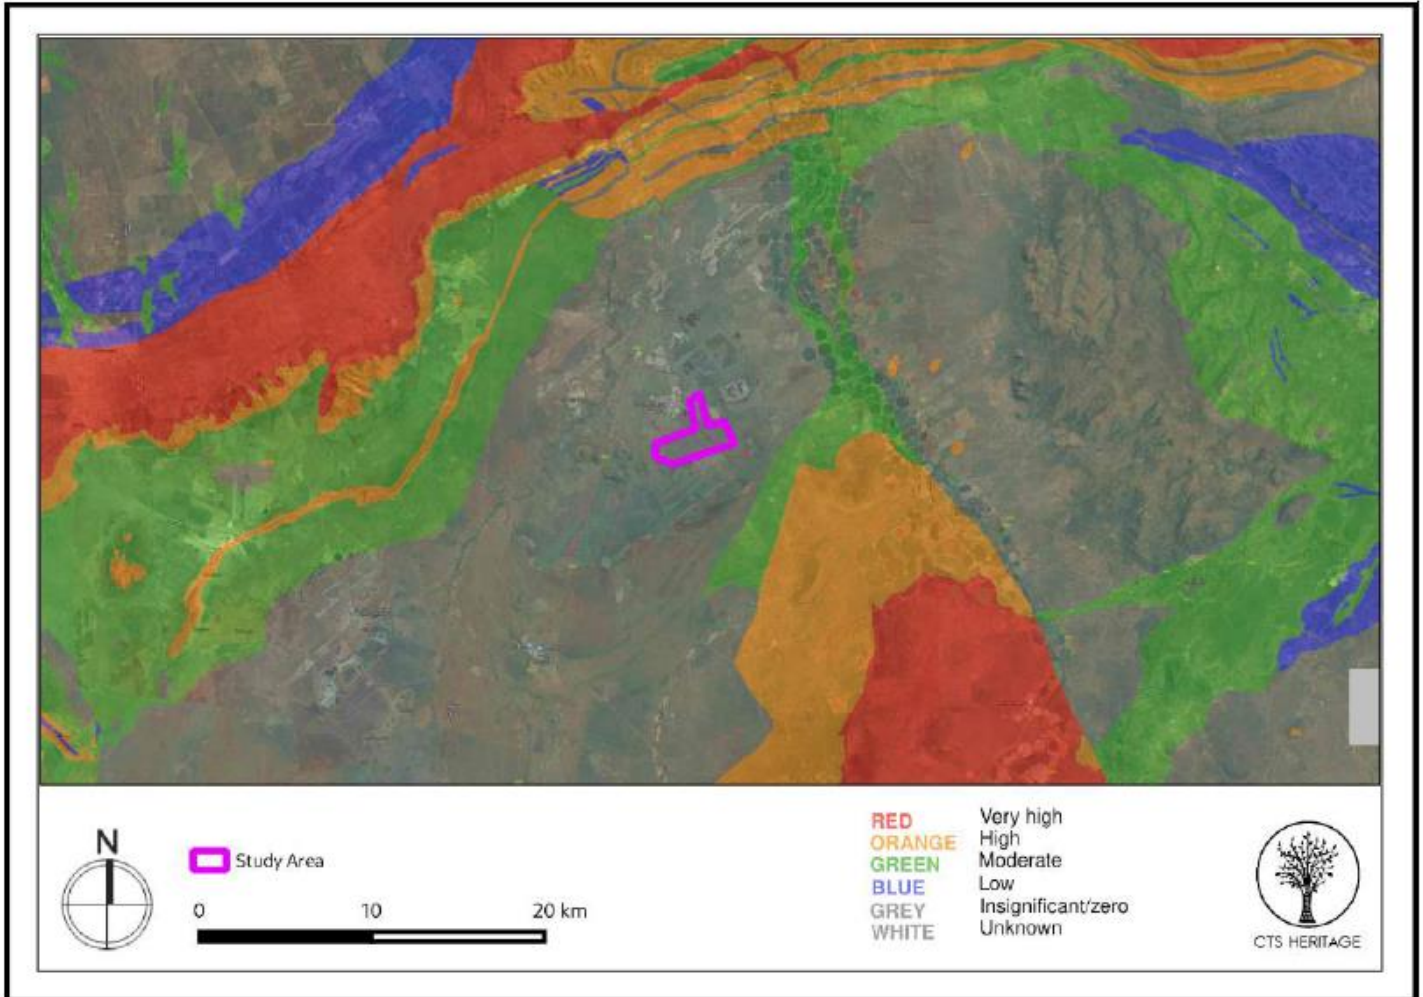 N
Study Area
0 10 20 km
RED Very high
ORANGE High
GREEN Moderate
BLUE Low
GREY Insignificant/zero
WHITE Unknown
CTS HERITAGE